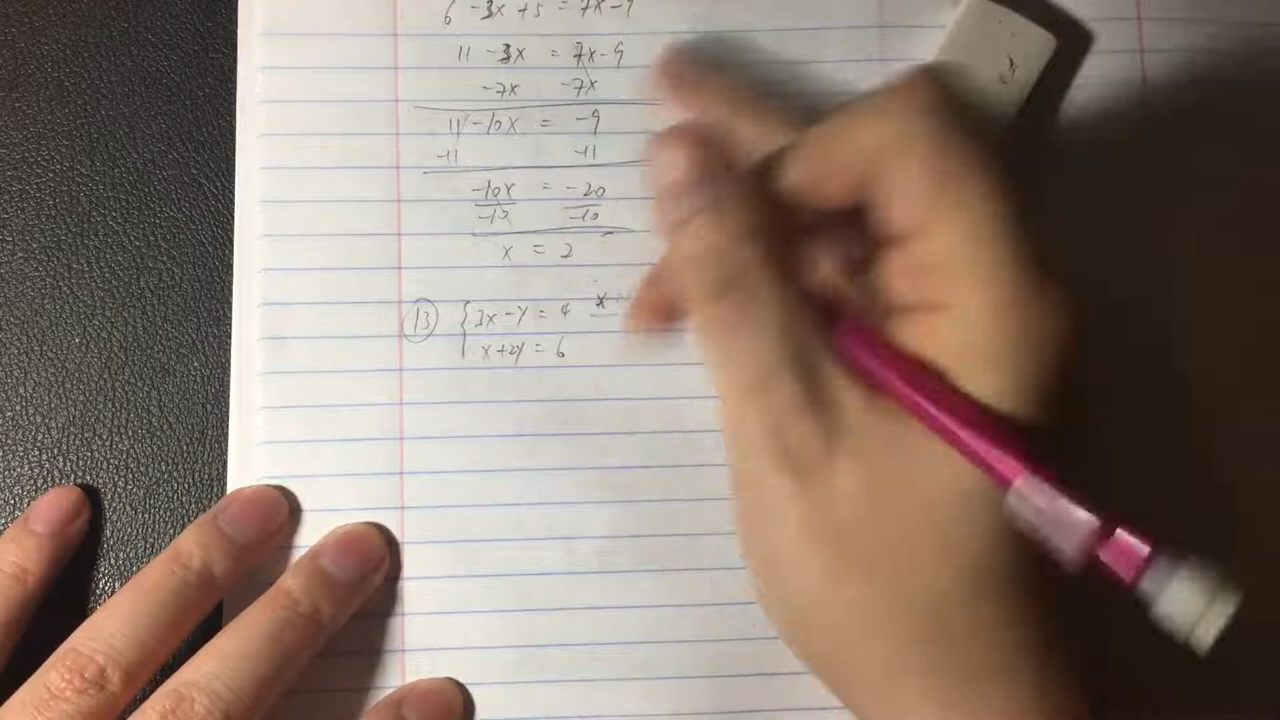 6 -3x +5 = 7x-9
11 -3x = 7x-9
-7x -7x
11 -10x = -9
-11 -11
-10x = -20
-10 -10
x = 2
13 { 3x - y = 4 x
x+2y = 6